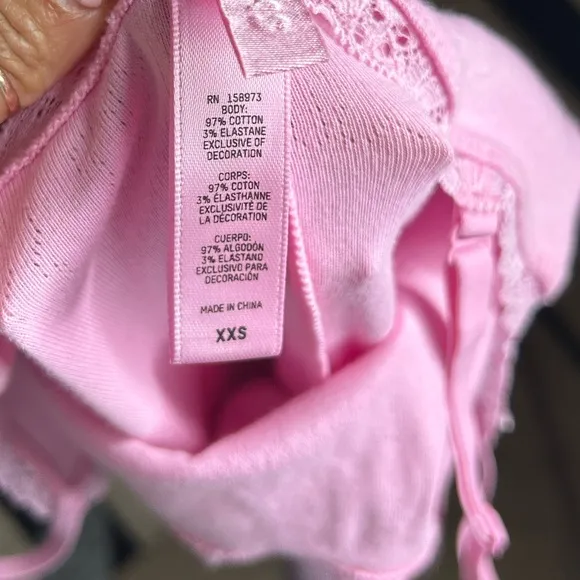 RN 158973
BODY:
97% COTTON
3% ELASTANE
EXCLUSIVE OF
DECORATION
CORPS:
97% COTON
3% ÉLASTHANNE
EXCLUSIVITÉ DE
LA DÉCORATION
CUERPO:
97% ALGODÓN
3% ELASTANO
EXCLUSIVO PARA
DECORACIÓN
MADE IN CHINA
XXS